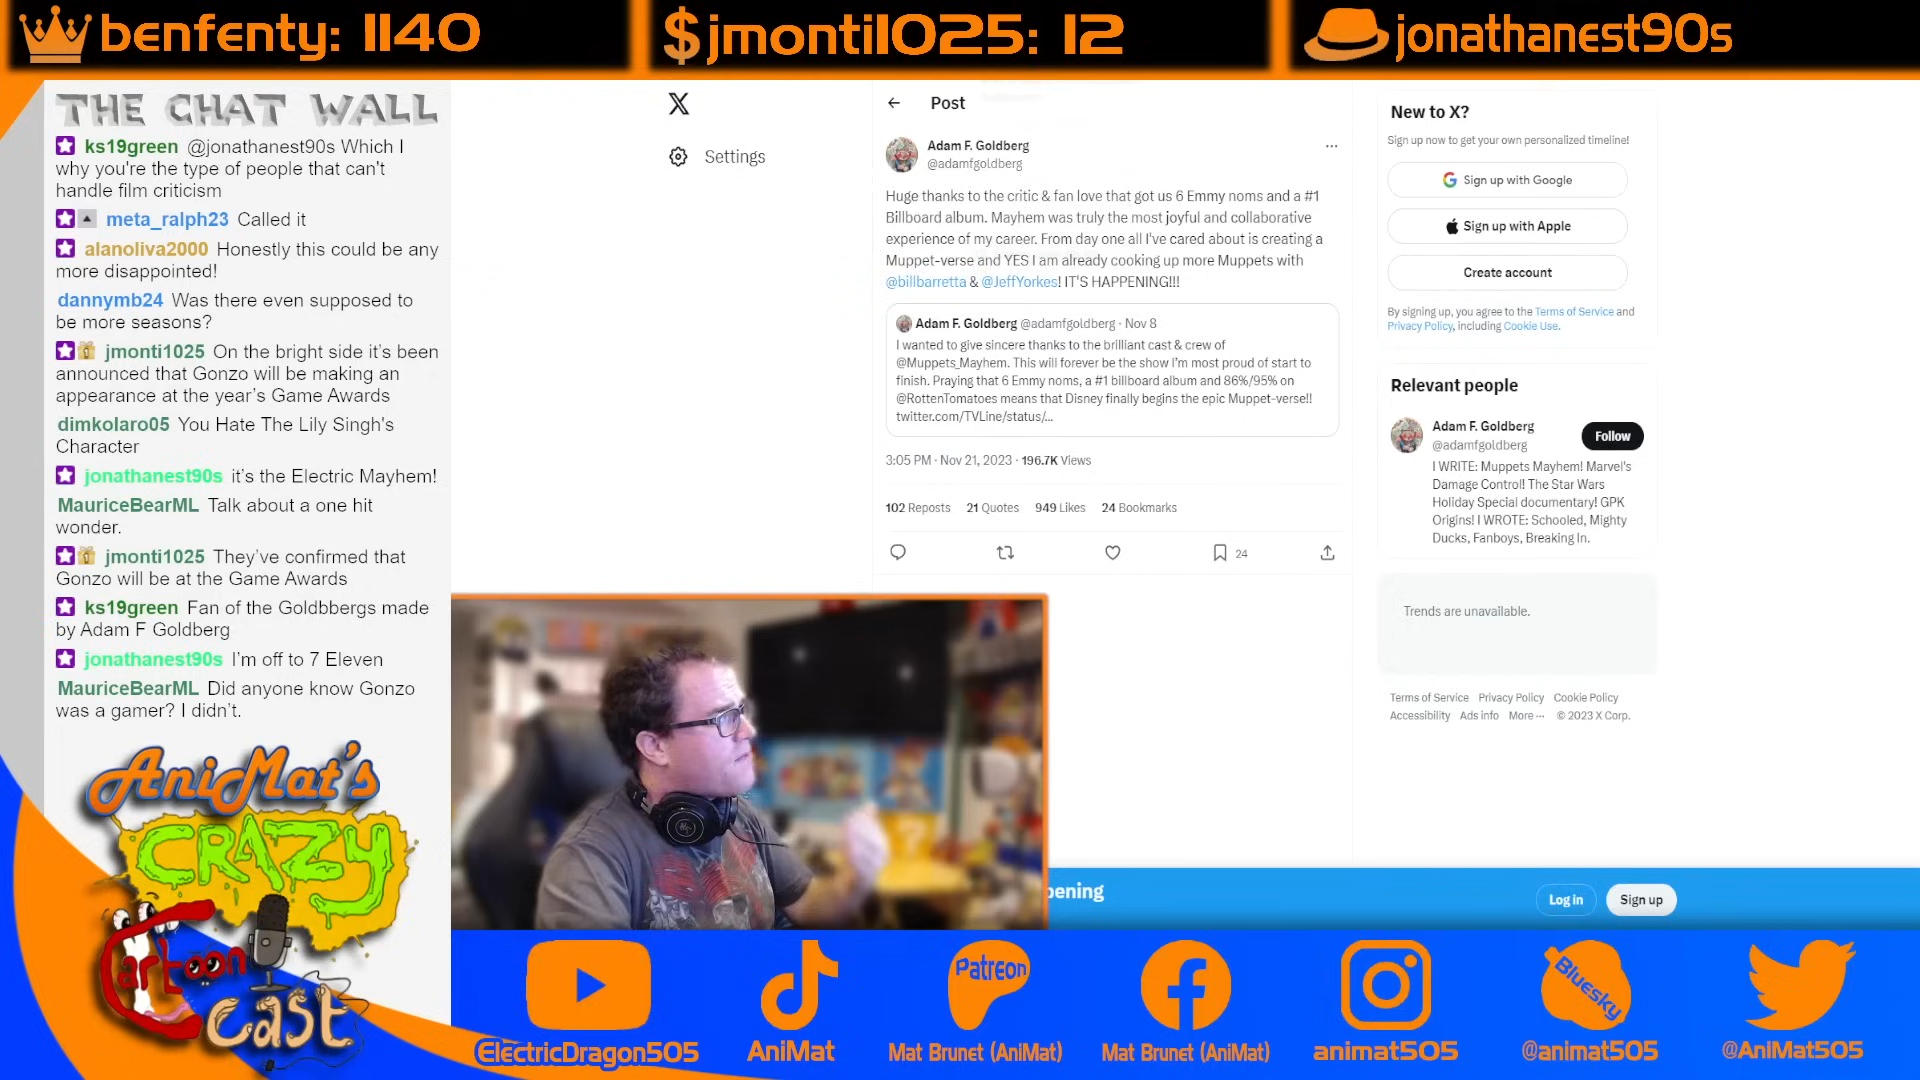 benfenty: 1140
$jmonti1025: 12
jonathanest90s
THE CHAT WALL
ks19green @jonathanest90s Which I
why you're the type of people that can't
handle film criticism
meta_ralph23 Called it
alanoliva2000 Honestly this could be any
more disappointed!
dannymb24 Was there even supposed to
be more seasons?
jmonti1025 On the bright side it's been
announced that Gonzo will be making an
appearance at the year's Game Awards
dimkolaro05 You Hate The Lily Singh's
Character
jonathanest90s it's the Electric Mayhem!
MauriceBearML Talk about a one hit
wonder.
jmonti1025 They've confirmed that
Gonzo will be at the Game Awards
ks19green Fan of the Goldbbergs made
by Adam F Goldberg
jonathanest90s I'm off to 7 Eleven
MauriceBearML Did anyone know Gonzo
was a gamer? I didn't.
AniMat's
CRAZY
Cartoon
Cast
X
Settings
Post
Adam F. Goldberg
@adamfgoldberg
Huge thanks to the critic & fan love that got us 6 Emmy noms and a #1
Billboard album. Mayhem was truly the most joyful and collaborative
experience of my career. From day one all I've cared about is creating a
Muppet-verse and YES I am already cooking up more Muppets with
@billbarretta & @JeffYorkes! IT'S HAPPENING!!!
Adam F. Goldberg @adamfgoldberg · Nov 8
I wanted to give sincere thanks to the brilliant cast & crew of
@Muppets_Mayhem. This will forever be the show I'm most proud of start to
finish. Praying that 6 Emmy noms, a #1 billboard album and 86%/95% on
@RottenTomatoes means that Disney finally begins the epic Muppet-verse!!
twitter.com/TVLine/status/...
3:05 PM · Nov 21, 2023 · 196.7K Views
102 Reposts 21 Quotes 949 Likes 24 Bookmarks
24
New to X?
Sign up now to get your own personalized timeline!
Sign up with Google
Sign up with Apple
Create account
By signing up, you agree to the Terms of Service and
Privacy Policy, including Cookie Use.
Relevant people
Adam F. Goldberg
@adamfgoldberg
Follow
I WRITE: Muppets Mayhem! Marvel's
Damage Control! The Star Wars
Holiday Special documentary! GPK
Origins! I WROTE: Schooled, Mighty
Ducks, Fanboys, Breaking In.
Trends are unavailable.
Terms of Service Privacy Policy Cookie Policy
Accessibility Ads info More ··· © 2023 X Corp.
pening
Log in
Sign up
Patreon
Bluesky
ElectricDragon505
AniMat
Mat Brunet (AniMat)
Mat Brunet (AniMat)
animat505
@animat505
@AniMat505